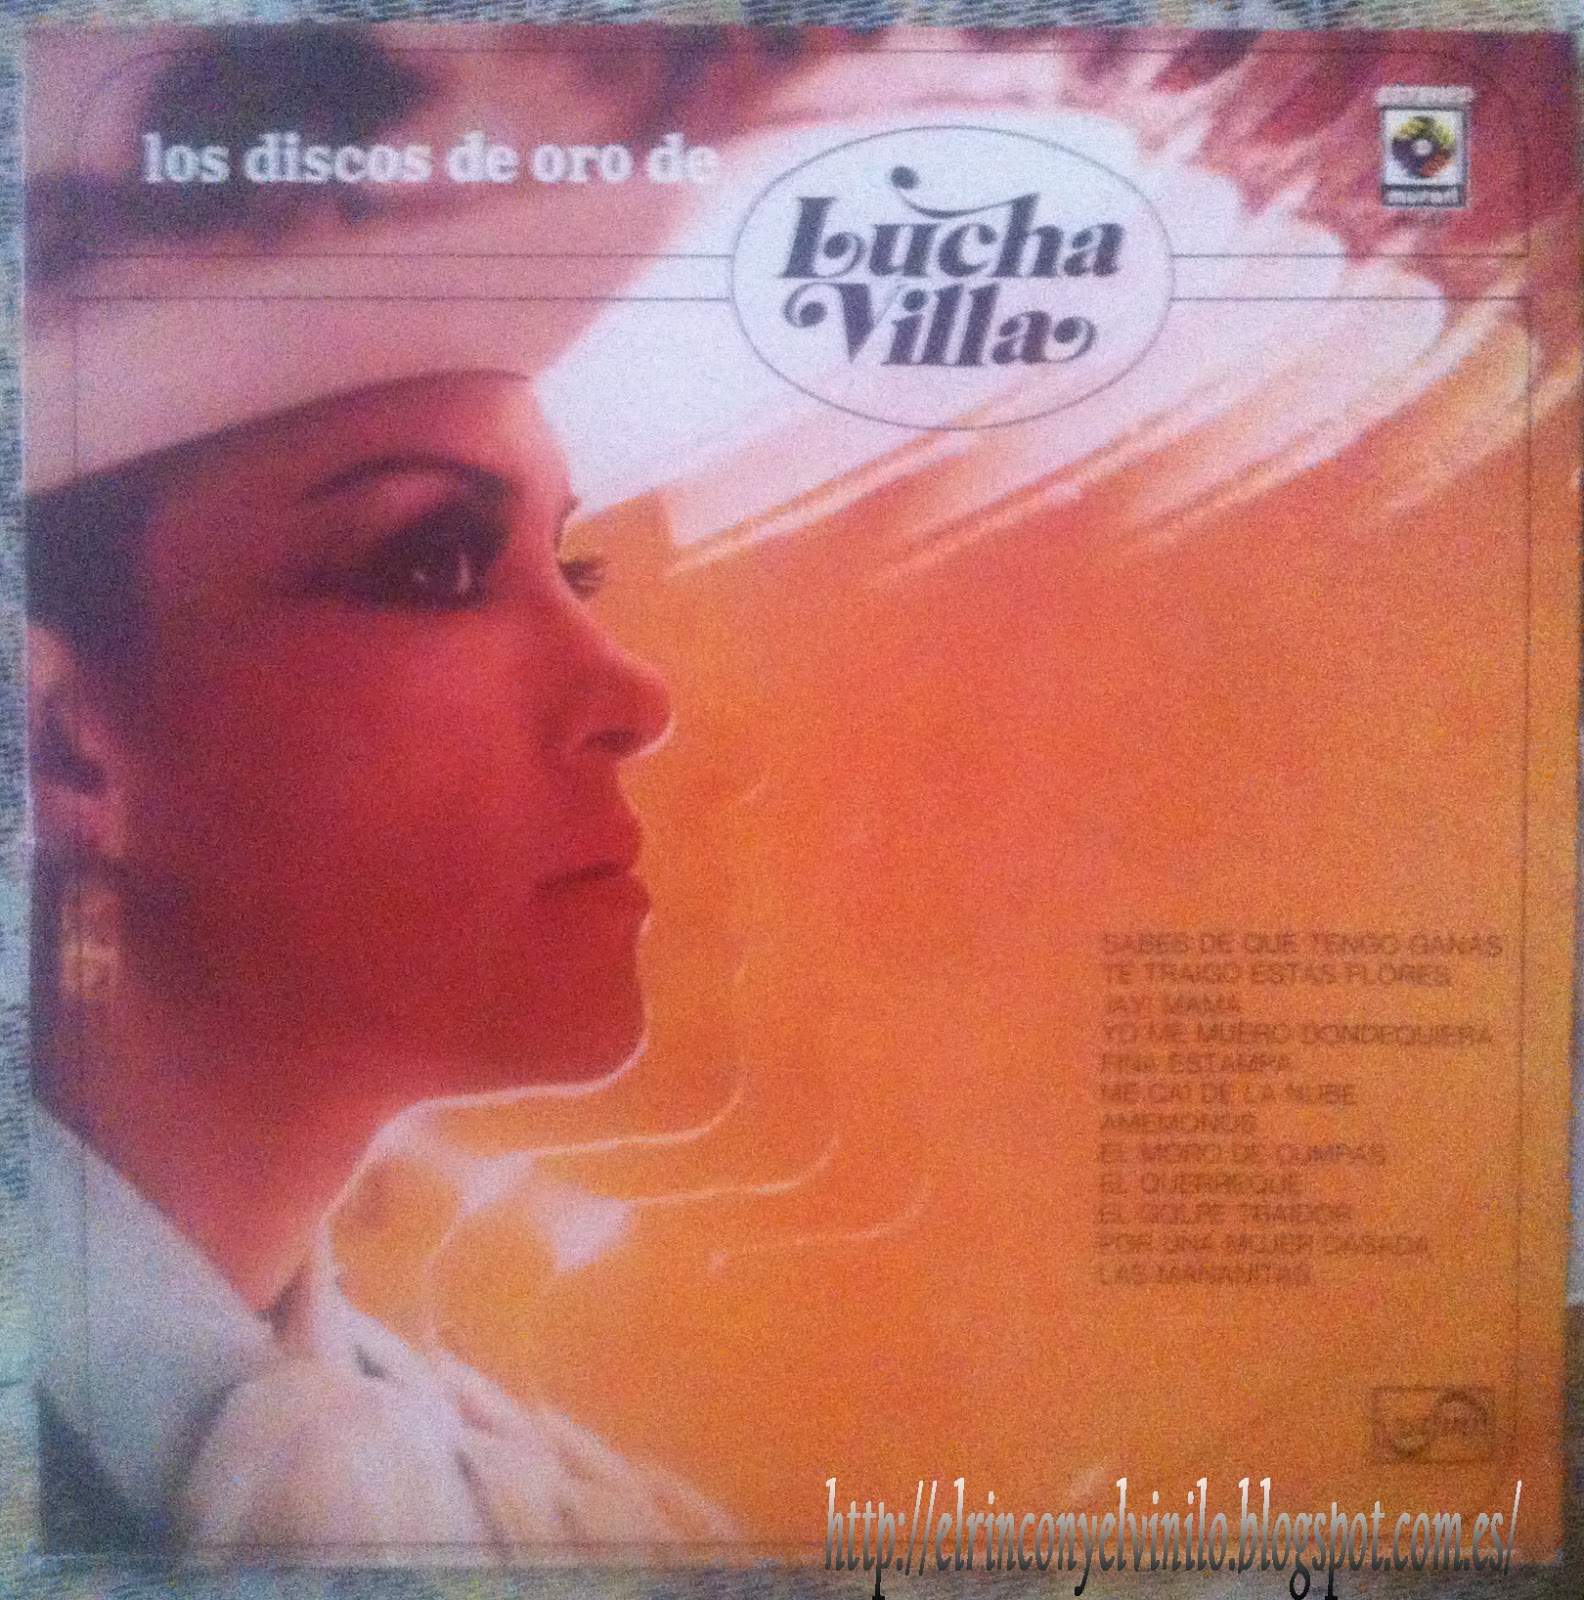 los discos de oro de
Lucha
Villa
SABES DE QUE TENGO GANAS
TE TRAIGO ESTAS FLORES
¡AY! MAMA
YO ME MUERO DONDEQUIERA
FINA ESTAMPA
ME CAI DE LA NUBE
AMEMONOS
EL MORO DE CUMPAS
EL QUERREQUE
EL GOLPE TRAIDOR
POR UNA MUJER CASADA
LAS MAÑANITAS
http://elrinconyelvinilo.blogspot.com.es/